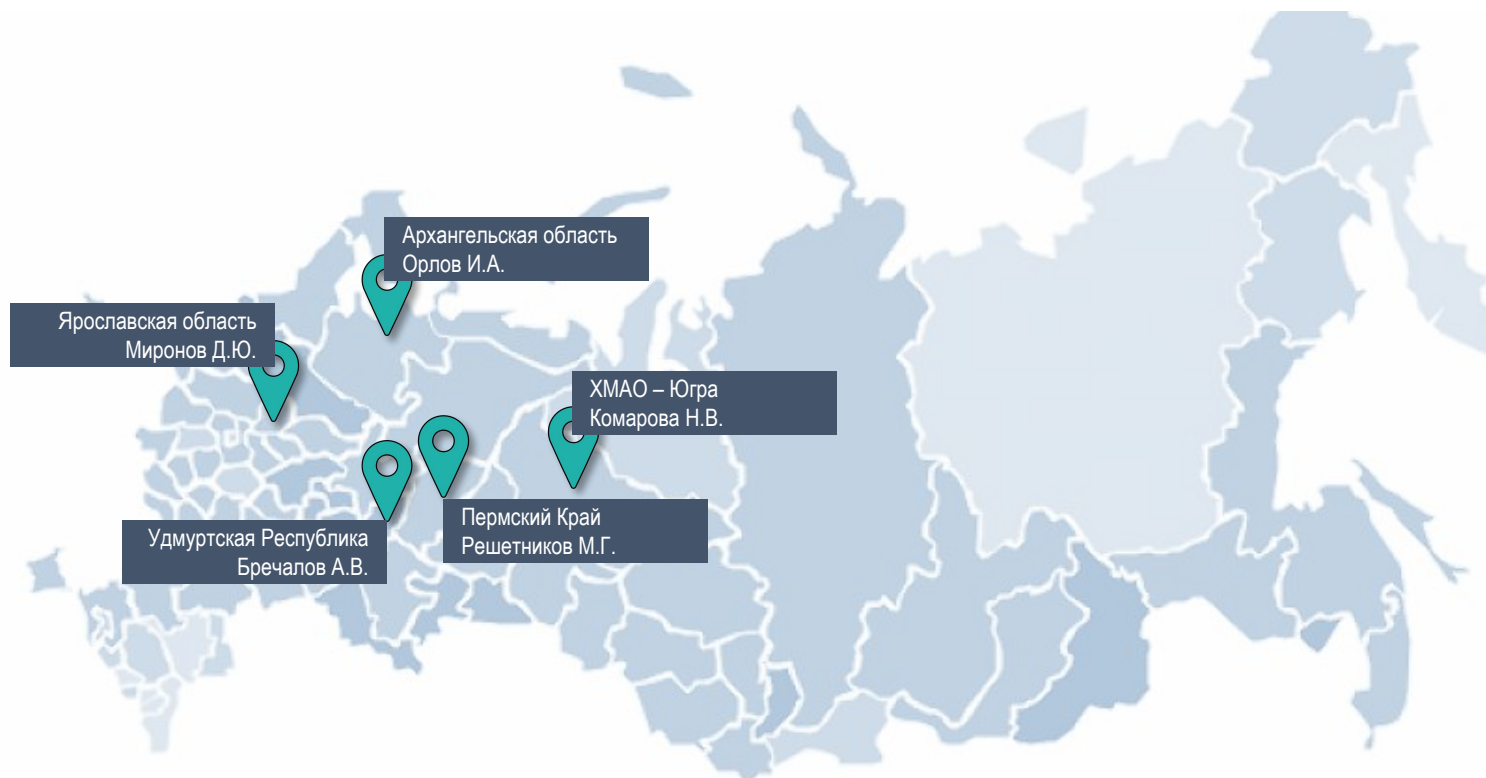 Архангельская область
Орлов И.А.
Ярославская область
Миронов Д.Ю.
ХМАО – Югра
Комарова Н.В.
Пермский Край
Решетников М.Г.
Удмуртская Республика
Бречалов А.В.